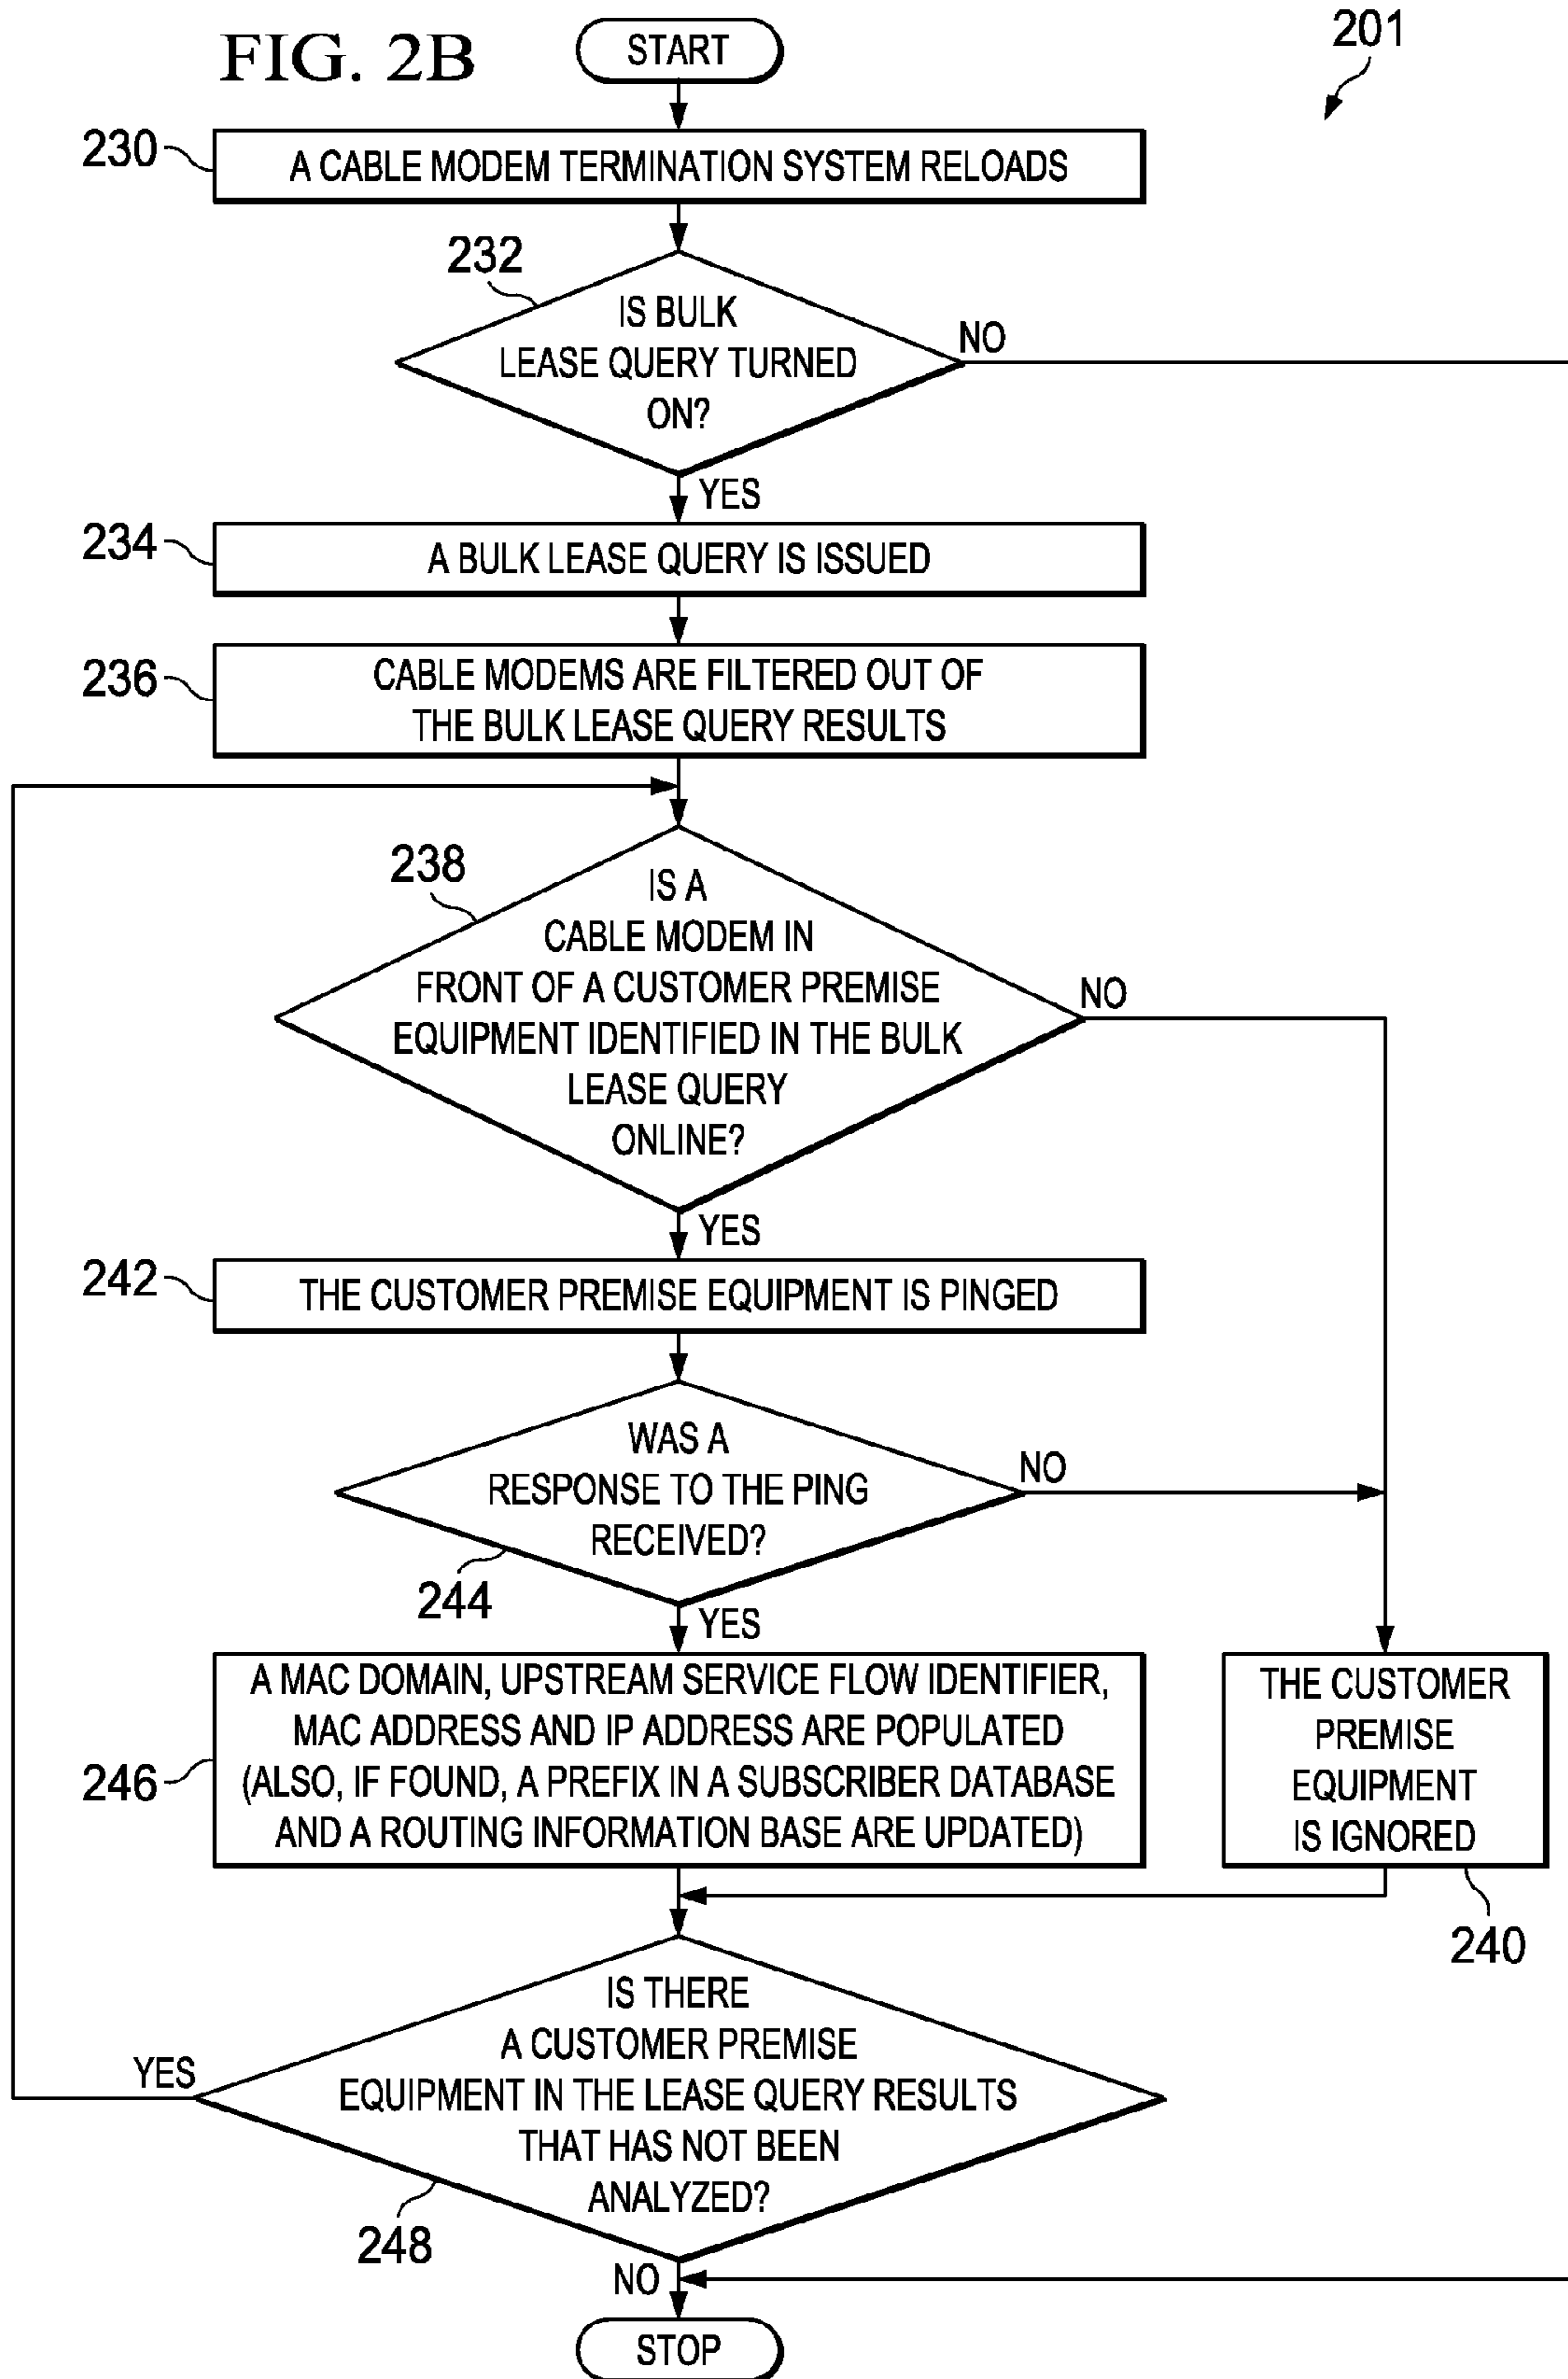 FIG. 2B
START
201
230
A CABLE MODEM TERMINATION SYSTEM RELOADS
232
IS BULK
LEASE QUERY TURNED
ON?
NO
YES
234
A BULK LEASE QUERY IS ISSUED
236
CABLE MODEMS ARE FILTERED OUT OF
THE BULK LEASE QUERY RESULTS
238
IS A
CABLE MODEM IN
FRONT OF A CUSTOMER PREMISE
EQUIPMENT IDENTIFIED IN THE BULK
LEASE QUERY
ONLINE?
NO
YES
242
THE CUSTOMER PREMISE EQUIPMENT IS PINGED
WAS A
RESPONSE TO THE PING
RECEIVED?
NO
244
YES
246
A MAC DOMAIN, UPSTREAM SERVICE FLOW IDENTIFIER,
MAC ADDRESS AND IP ADDRESS ARE POPULATED
(ALSO, IF FOUND, A PREFIX IN A SUBSCRIBER DATABASE
AND A ROUTING INFORMATION BASE ARE UPDATED)
THE CUSTOMER
PREMISE
EQUIPMENT
IS IGNORED
240
IS THERE
A CUSTOMER PREMISE
EQUIPMENT IN THE LEASE QUERY RESULTS
THAT HAS NOT BEEN
ANALYZED?
YES
248
NO
STOP